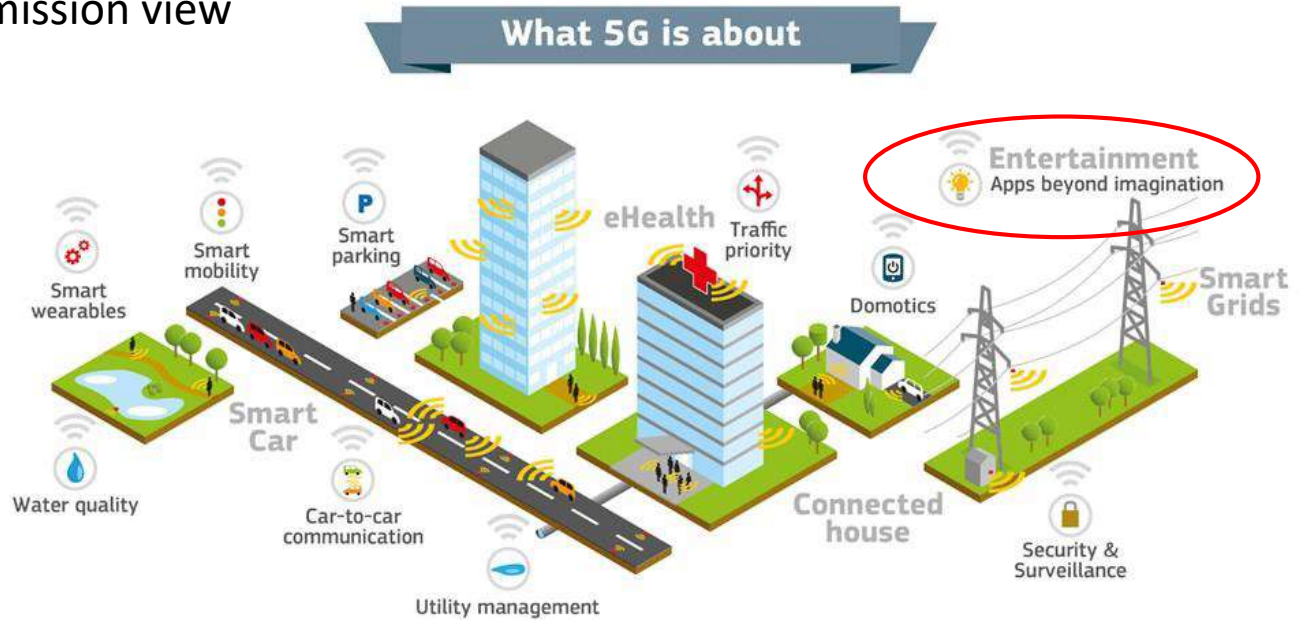 mission view
What 5G is about
Entertainment
Apps beyond imagination
eHealth
Traffic
priority
P
Smart
parking
Smart
mobility
Smart
wearables
Domotics
Smart
Grids
Smart
Car
Water quality
Car-to-car
communication
Connected
house
Security &
Surveillance
Utility management